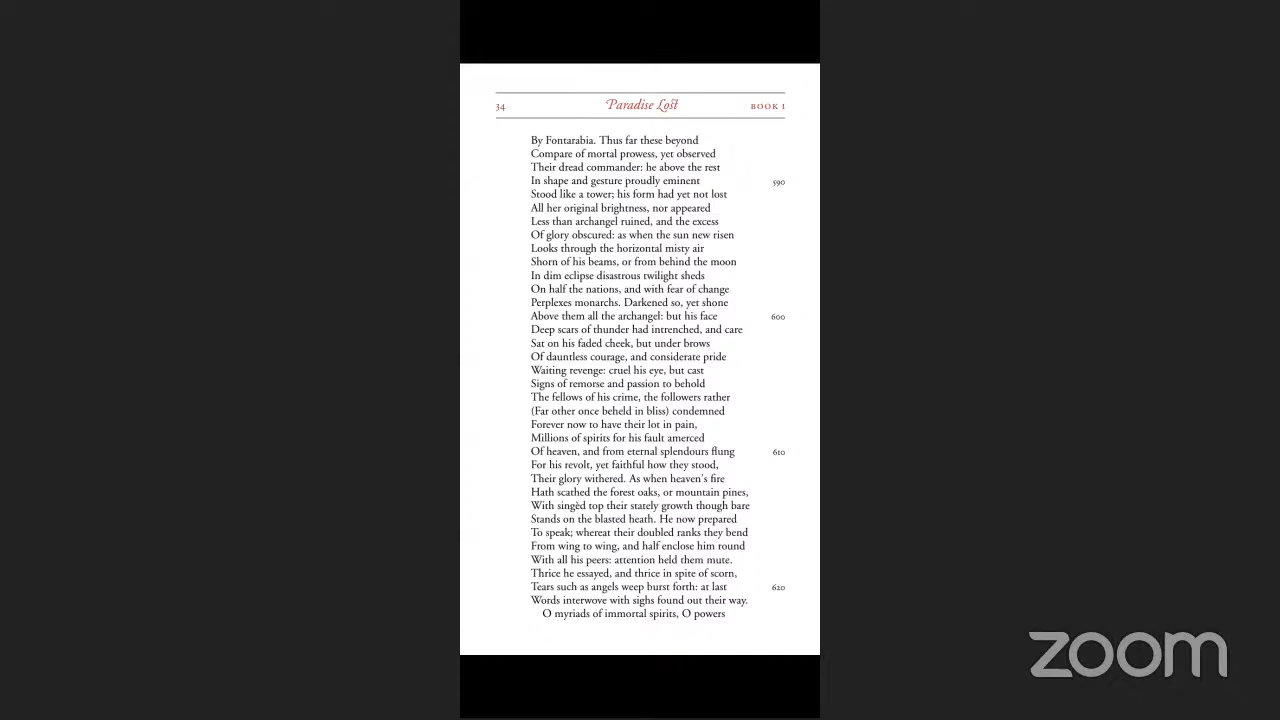 34 Paradise Lost BOOK I
By Fontarabia. Thus far these beyond
Compare of mortal prowess, yet observed
Their dread commander: he above the rest
In shape and gesture proudly eminent 590
Stood like a tower; his form had yet not lost
All her original brightness, nor appeared
Less than archangel ruined, and the excess
Of glory obscured: as when the sun new risen
Looks through the horizontal misty air
Shorn of his beams, or from behind the moon
In dim eclipse disastrous twilight sheds
On half the nations, and with fear of change
Perplexes monarchs. Darkened so, yet shone
Above them all the archangel: but his face 600
Deep scars of thunder had intrenched, and care
Sat on his faded cheek, but under brows
Of dauntless courage, and considerate pride
Waiting revenge: cruel his eye, but cast
Signs of remorse and passion to behold
The fellows of his crime, the followers rather
(Far other once beheld in bliss) condemned
Forever now to have their lot in pain,
Millions of spirits for his fault amerced
Of heaven, and from eternal splendours flung 610
For his revolt, yet faithful how they stood,
Their glory withered. As when heaven's fire
Hath scathed the forest oaks, or mountain pines,
With singèd top their stately growth though bare
Stands on the blasted heath. He now prepared
To speak; whereat their doubled ranks they bend
From wing to wing, and half enclose him round
With all his peers: attention held them mute.
Thrice he essayed, and thrice in spite of scorn,
Tears such as angels weep burst forth: at last 620
Words interwove with sighs found out their way.
O myriads of immortal spirits, O powers
zoom